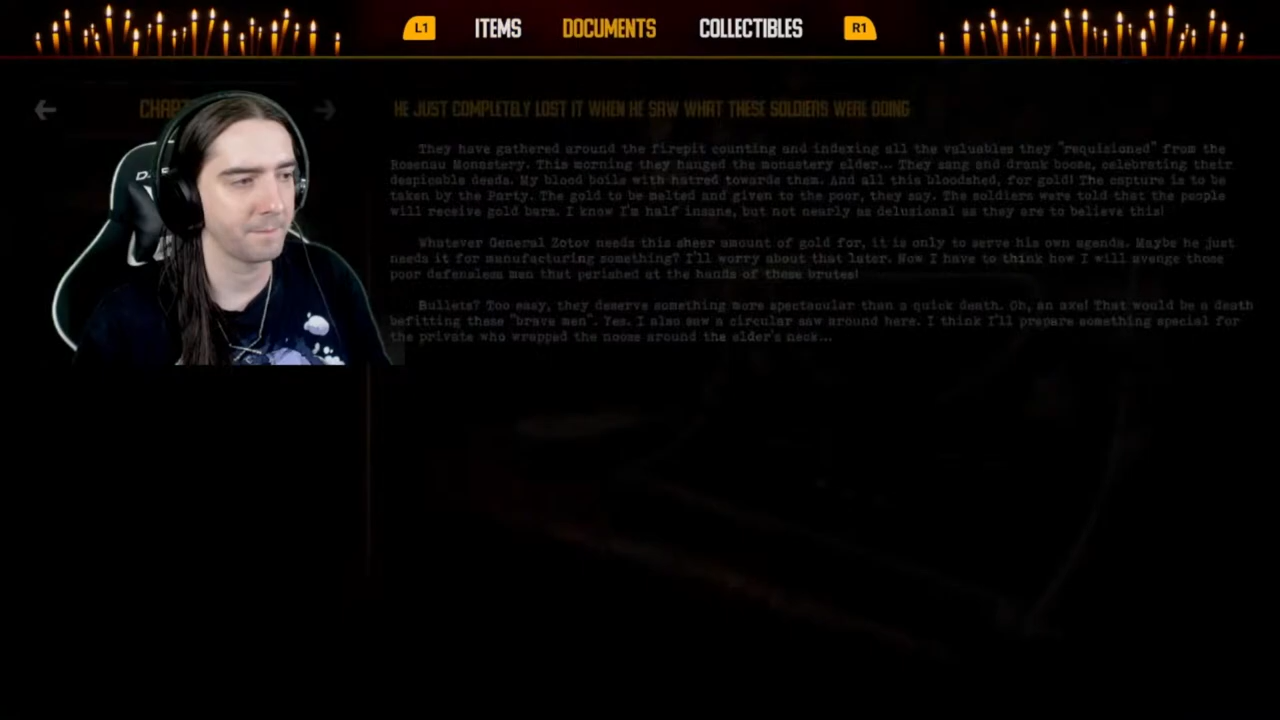 L1 ITEMS DOCUMENTS COLLECTIBLES R1
HE JUST COMPLETELY LOST IT WHEN HE SAW WHAT THESE SOLDIERS WERE DOING
They have gathered around the firepit counting and indexing all the valuables they "requisioned" from the
Rosenau Monastery. This morning they hanged the monastery elder... They sang and drank booze, celebrating their
despicable deeds. My blood boils with hatred towards them. And all this bloodshed, for gold! The capture is to be
taken by the Party. The gold to be melted and given to the poor, they say. The soldiers were told that the people
will receive gold bars. I know I'm half insane, but not nearly as delusional as they are to believe this!
Whatever General Zotov needs this sheer amount of gold for, it is only to serve his own agenda. Maybe he just
needs it for manufacturing something? I'll worry about that later. Now I have to think how I will avenge those
poor defenseless men that perished at the hands of these brutes!
Bullets? Too easy, they deserve something more spectacular than a quick death. Oh, an axe! That would be a death
befitting these "brave men". Yes. I also saw a circular saw around here. I think I'll prepare something special for
the private who wrapped the noose around the elder's neck...